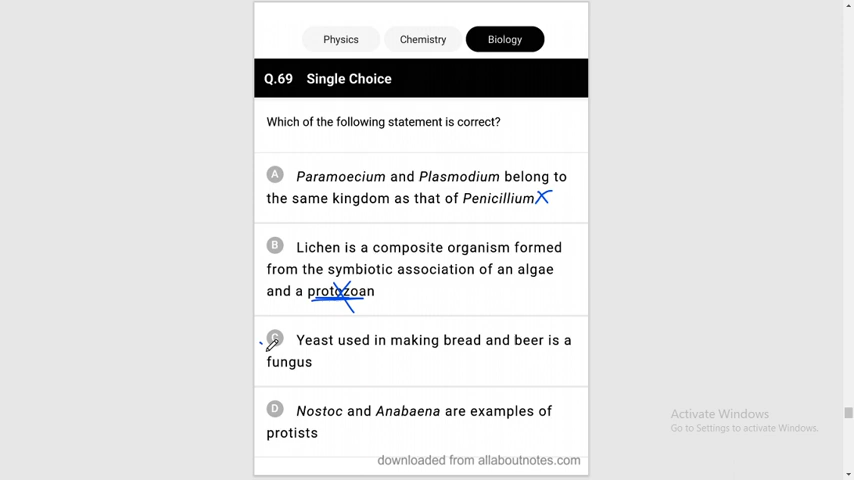 Physics Chemistry Biology
Q.69 Single Choice
Which of the following statement is correct?
A Paramoecium and Plasmodium belong to
the same kingdom as that of Penicillium
B Lichen is a composite organism formed
from the symbiotic association of an algae
and a protozoan
C Yeast used in making bread and beer is a
fungus
D Nostoc and Anabaena are examples of
protists
downloaded from allaboutnotes.com
Activate Windows
Go to Settings to activate Windows.